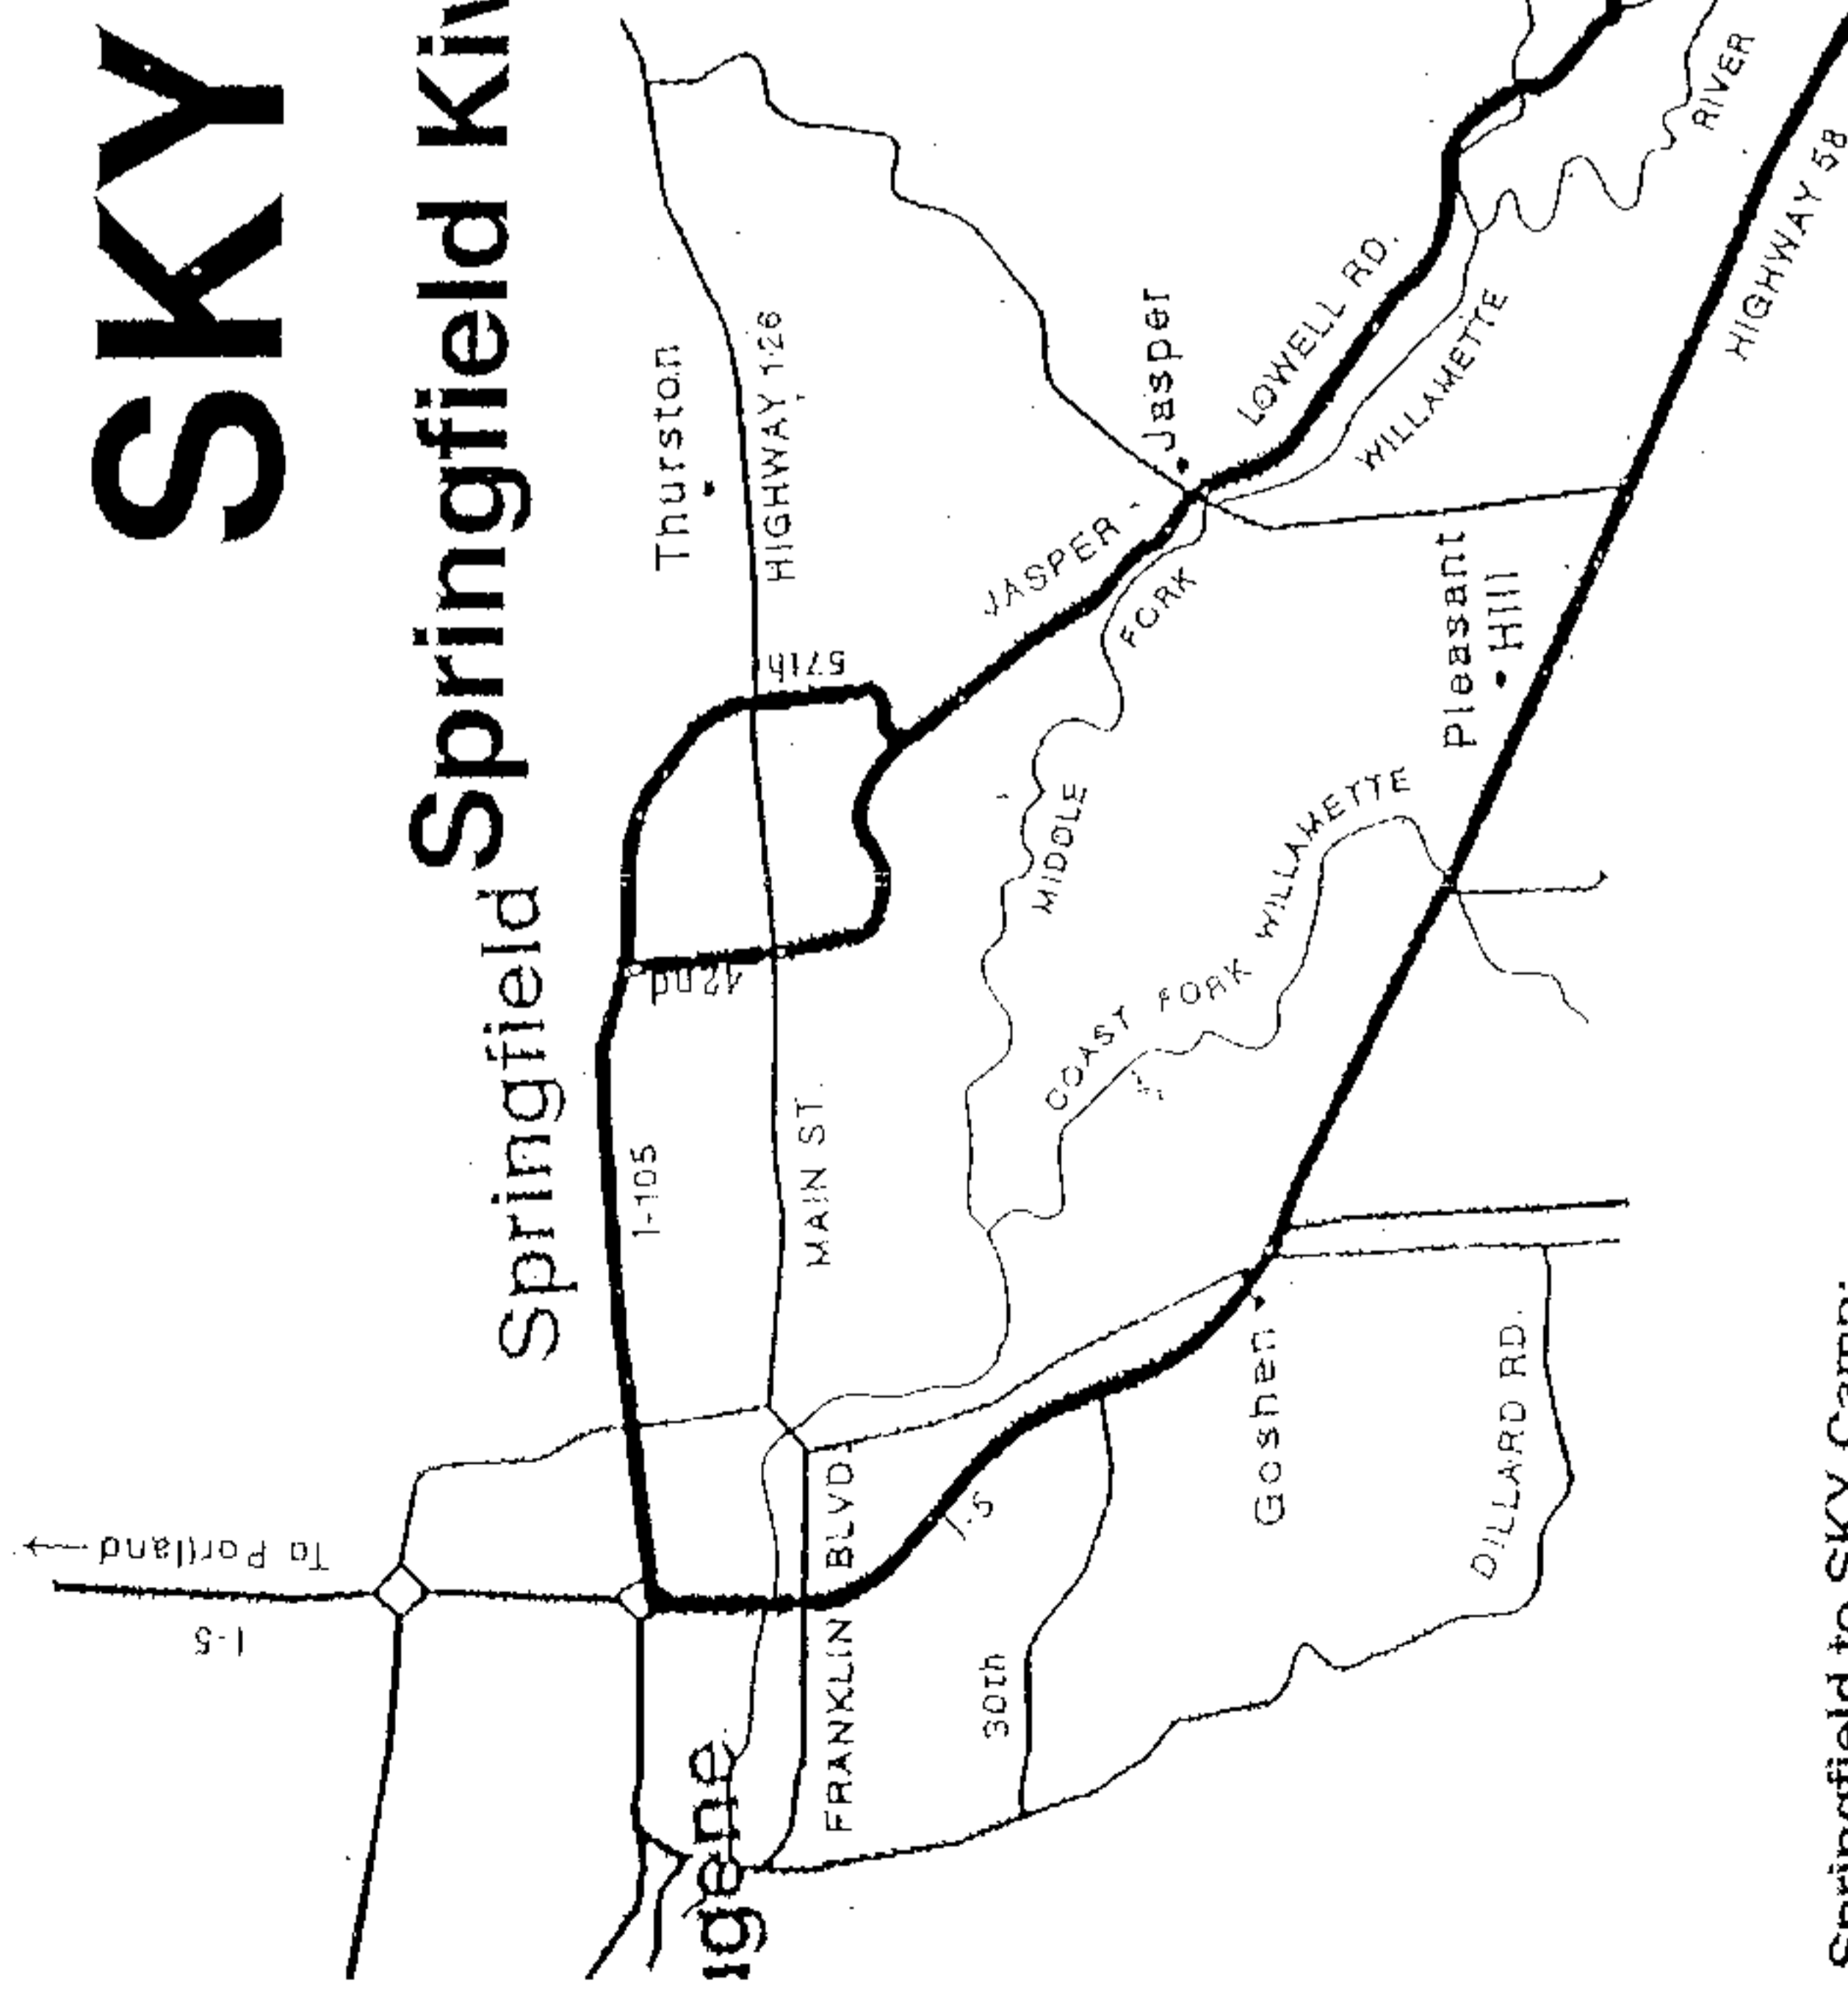 SKY
Springfield Ki
Springfield
To Portland
I-5
I-105
42nd
57th
Thurston
HIGHWAY 126
MAIN ST.
JASPER -
Jasper
LOWELL RD.
WILLAMETTE
RIVER
MIDDLE
FORK
COAST FORK WILLAMETTE
Pleasant
Hill
HIGHWAY 58
FRANKLIN BLVD.
I-5
30th
Goshen
DILLARD RD.
Springfield to SKY Camp: